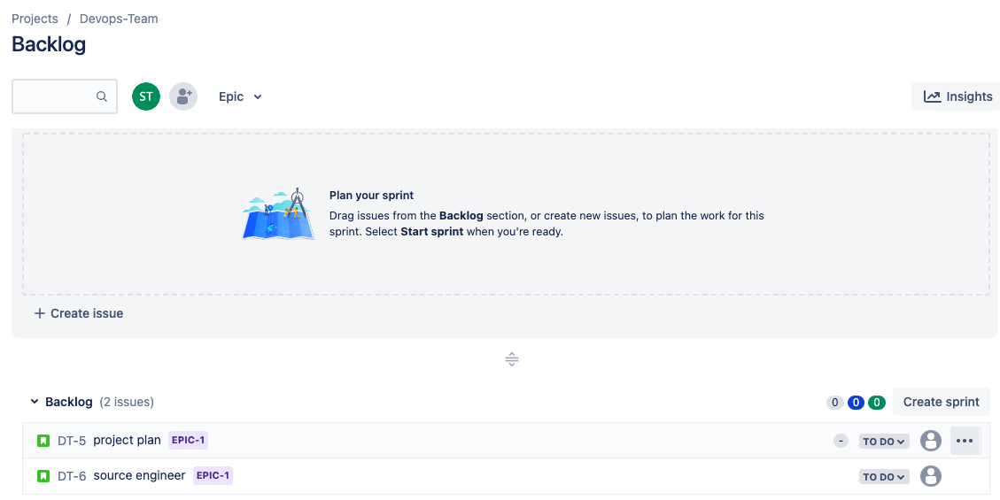 Projects / Devops-Team
Backlog
ST
Epic
Insights
Plan your sprint
Drag issues from the Backlog section, or create new issues, to plan the work for this
sprint. Select Start sprint when you're ready.
+ Create issue
Backlog (2 issues) 0 0 0 Create sprint
DT-5 project plan EPIC-1 - TO DO
DT-6 source engineer EPIC-1 TO DO